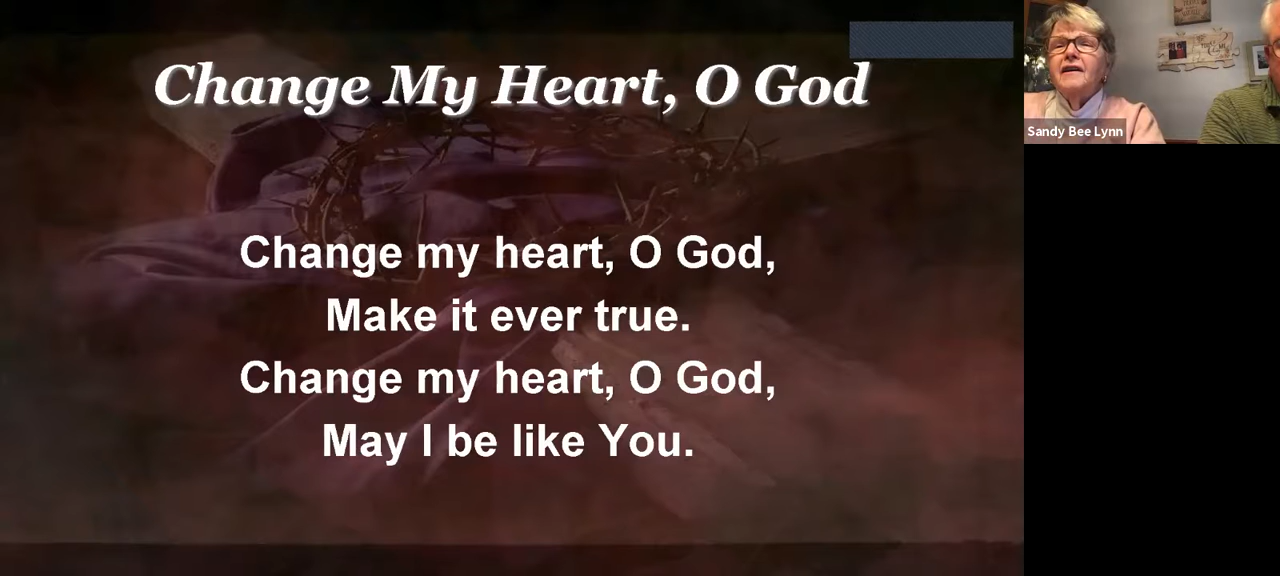 Change My Heart, O God
Change my heart, O God,
Make it ever true.
Change my heart, O God,
May I be like You.
Sandy Bee Lynn